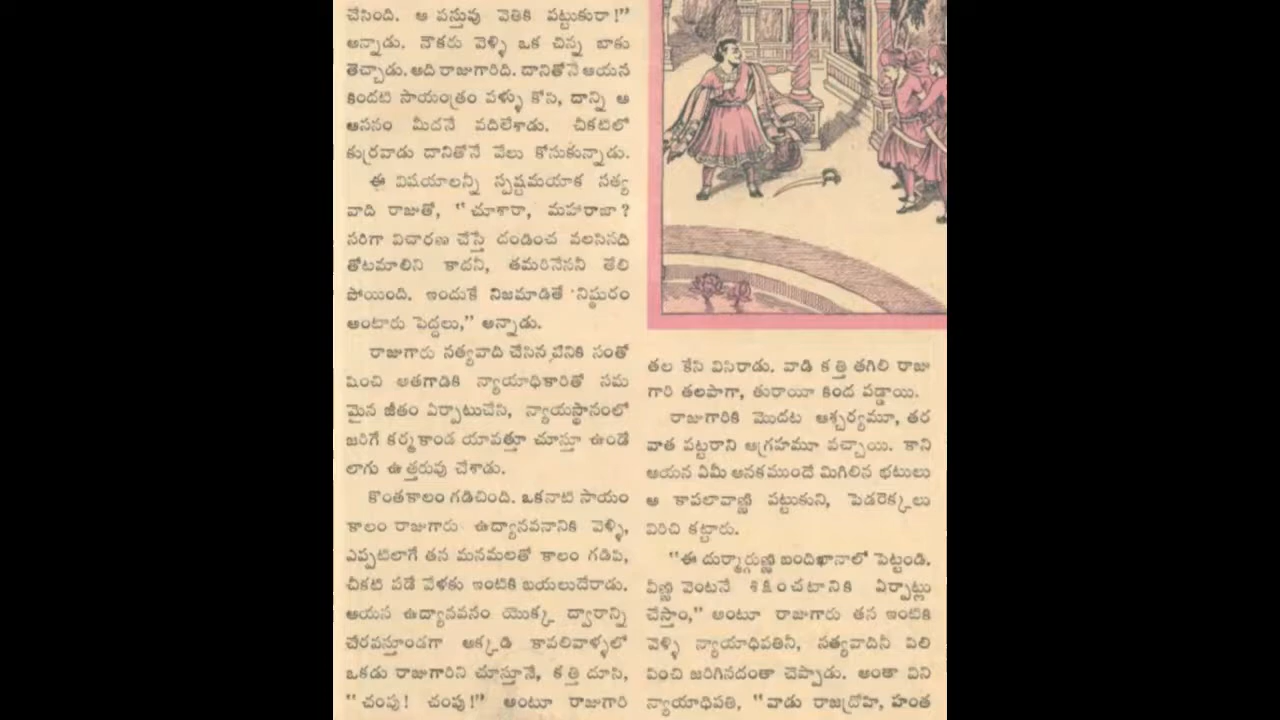 చేసింది. ఆ వస్తువు వెతికి పట్టుకురా!”
అన్నాడు. నౌకరు వెళ్ళి ఒక చిన్న బాకు
తెచ్చాడు. అది రాజుగారిది. దానితోనే ఆయన
కిందటి సాయంత్రం పళ్ళు కోసి, దాన్ని ఆ
ఆసనం మీదనే వదిలేశాడు. చీకటిలో
కుర్రవాడు దానితోనే వేలు కోసుకున్నాడు.
ఈ విషయాలన్నీ స్పష్టమయాక సత్య
వాది రాజుతో, “చూశారా, మహారాజా?
సరిగా విచారణ చేస్తే దండించ వలసినది
తోటమాలిని కాదనీ, తమరినేననీ తేలి
పోయింది. ఇందుకే నిజమాడితే నిష్ఠురం
అంటారు పెద్దలు,” అన్నాడు.
రాజుగారు సత్యవాది చేసిన పనికి సంతో
షించి అతగాడికి న్యాయాధికారితో సమ
మైన జీతం ఏర్పాటుచేసి, న్యాయస్థానంలో
జరిగే కర్మకాండ యావత్తూ చూస్తూ ఉండే
లాగు ఉత్తరువు చేశాడు.
కొంతకాలం గడిచింది. ఒకనాటి సాయం
కాలం రాజుగారు ఉద్యానవనానికి వెళ్ళి,
ఎప్పటిలాగే తన మనమలతో కాలం గడిపి,
చీకటి పడే వేళకు ఇంటికి బయలుదేరాడు.
ఆయన ఉద్యానవనం యొక్క ద్వారాన్ని
చేరవస్తూండగా అక్కడి కాపలివాళ్ళలో
ఒకడు రాజుగారిని చూస్తూనే, కత్తి దూసి,
“చంపు! చంపు!” అంటూ రాజుగారి
తల కేసి విసిరాడు. వాడి కత్తి తగిలి రాజు
గారి తలపాగా, తురాయీ కింద పడ్డాయి.
రాజుగారికి మొదట ఆశ్చర్యమూ, తర
వాత పట్టరాని ఆగ్రహమూ వచ్చాయి. కాని
ఆయన ఏమీ అనకముందే మిగిలిన భటులు
ఆ కాపలావాణ్ణి పట్టుకుని, పెడరెక్కలు
విరిచి కట్టారు.
“ఈ దుర్మార్గుణ్ణి బందిఖానాలో పెట్టండి.
వీణ్ణి వెంటనే శిక్షించటానికి ఏర్పాట్లు
చేస్తాం,” అంటూ రాజుగారు తన ఇంటికి
వెళ్ళి న్యాయాధిపతినీ, సత్యవాదినీ పిలి
పించి జరిగినదంతా చెప్పాడు. అంతా విని
న్యాయాధిపతి, “వాడు రాజద్రోహి, హంత